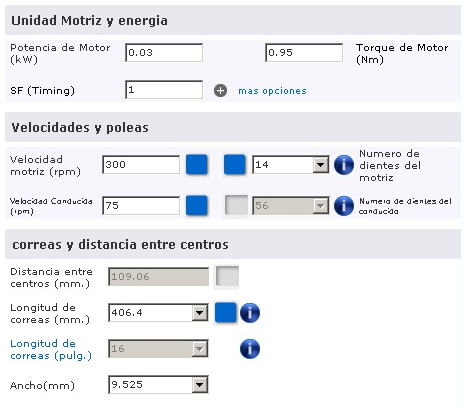 Unidad Motriz y energia
Potencia de Motor 0.03 0.95 Torque de Motor
(kW) (Nm)
SF (Timing) 1 mas opciones
Velocidades y poleas
Velocidad 300 14 Numero de
motriz (rpm) dientes del
motriz
Velocidad Conducida 75 56 Numero de dientes del
(rpm) conducida
correas y distancia entre centros
Distancia entre 109.06
centros (mm.)
Longitud de 406.4
correas (mm.)
Longitud de 16
correas (pulg.)
Ancho(mm) 9.525